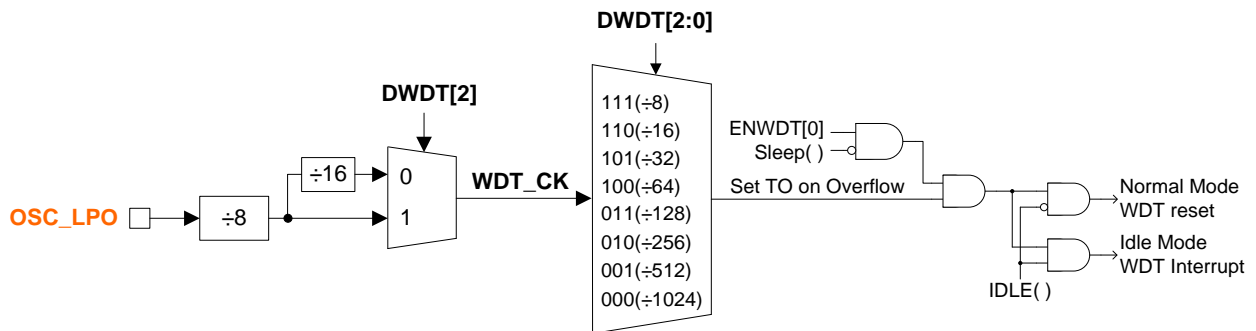 DWDT[2:0]
DWDT[2]
111(÷8)
110(÷16)
101(÷32)
100(÷64)
011(÷128)
010(÷256)
001(÷512)
000(÷1024)
OSC_LPO
÷8
÷16
0
1
WDT_CK
ENWDT[0]
Sleep( )
Set TO on Overflow
Normal Mode
WDT reset
Idle Mode
WDT Interrupt
IDLE( )